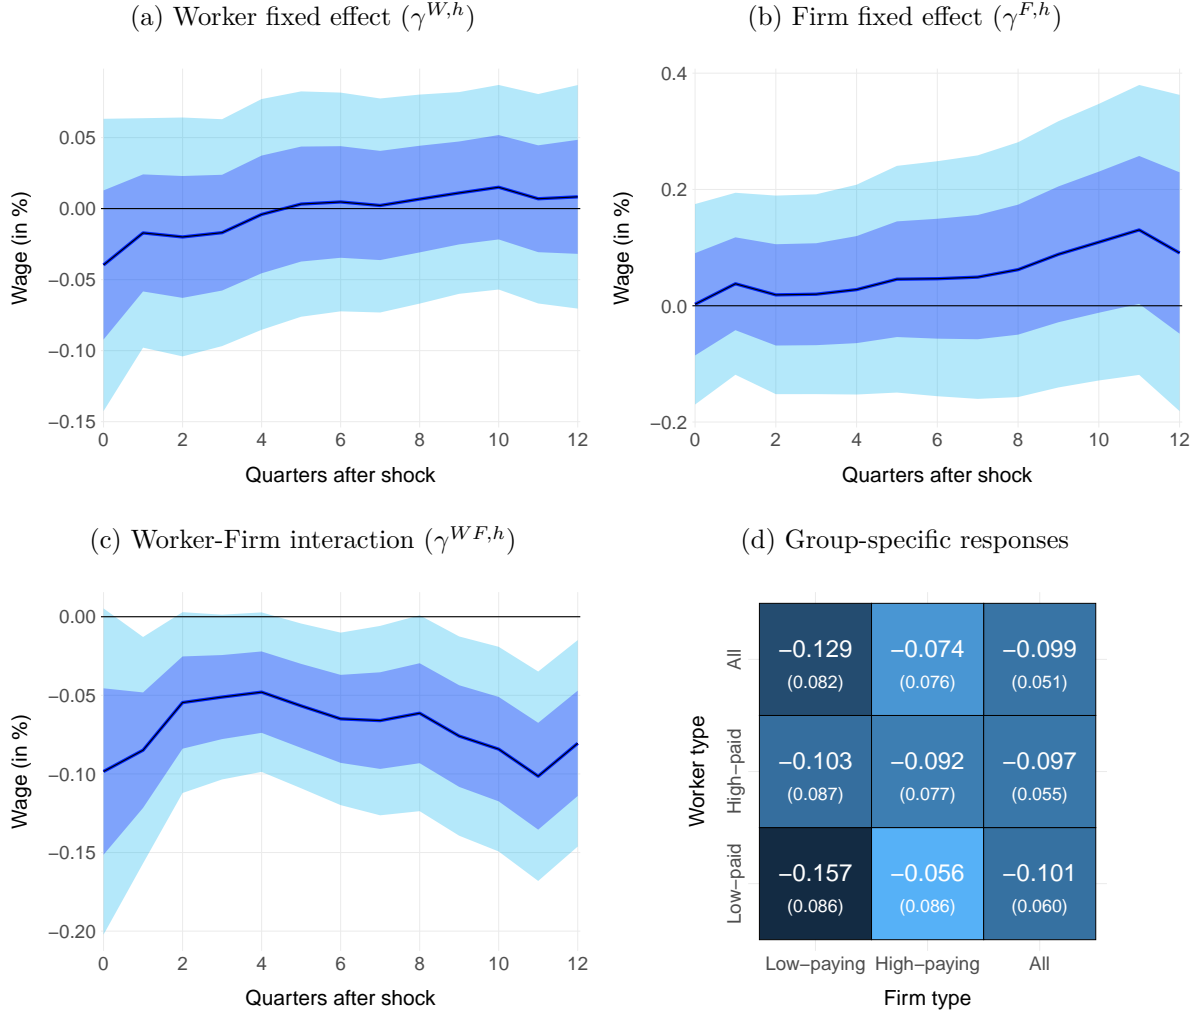 (a) Worker fixed effect (γ^{W,h})
Wage (in %)
0.05
0.00
−0.05
−0.10
−0.15
0 2 4 6 8 10 12
Quarters after shock
(b) Firm fixed effect (γ^{F,h})
Wage (in %)
0.4
0.2
0.0
−0.2
0 2 4 6 8 10 12
Quarters after shock
(c) Worker-Firm interaction (γ^{WF,h})
Wage (in %)
0.00
−0.05
−0.10
−0.15
−0.20
0 2 4 6 8 10 12
Quarters after shock
(d) Group-specific responses
Worker type
All
−0.129 −0.074 −0.099
(0.082) (0.076) (0.051)
High−paid
−0.103 −0.092 −0.097
(0.087) (0.077) (0.055)
Low−paid
−0.157 −0.056 −0.101
(0.086) (0.086) (0.060)
Low−paying High−paying All
Firm type